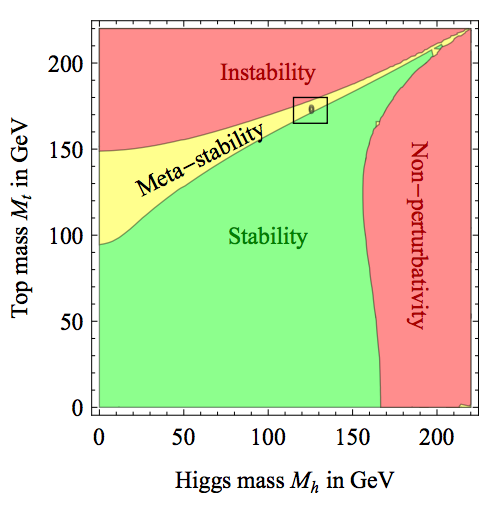 200
150
100
50
0
Top mass Mt in GeV
Instability
Meta−stability
Stability
Non−perturbativity
0 50 100 150 200
Higgs mass Mh in GeV